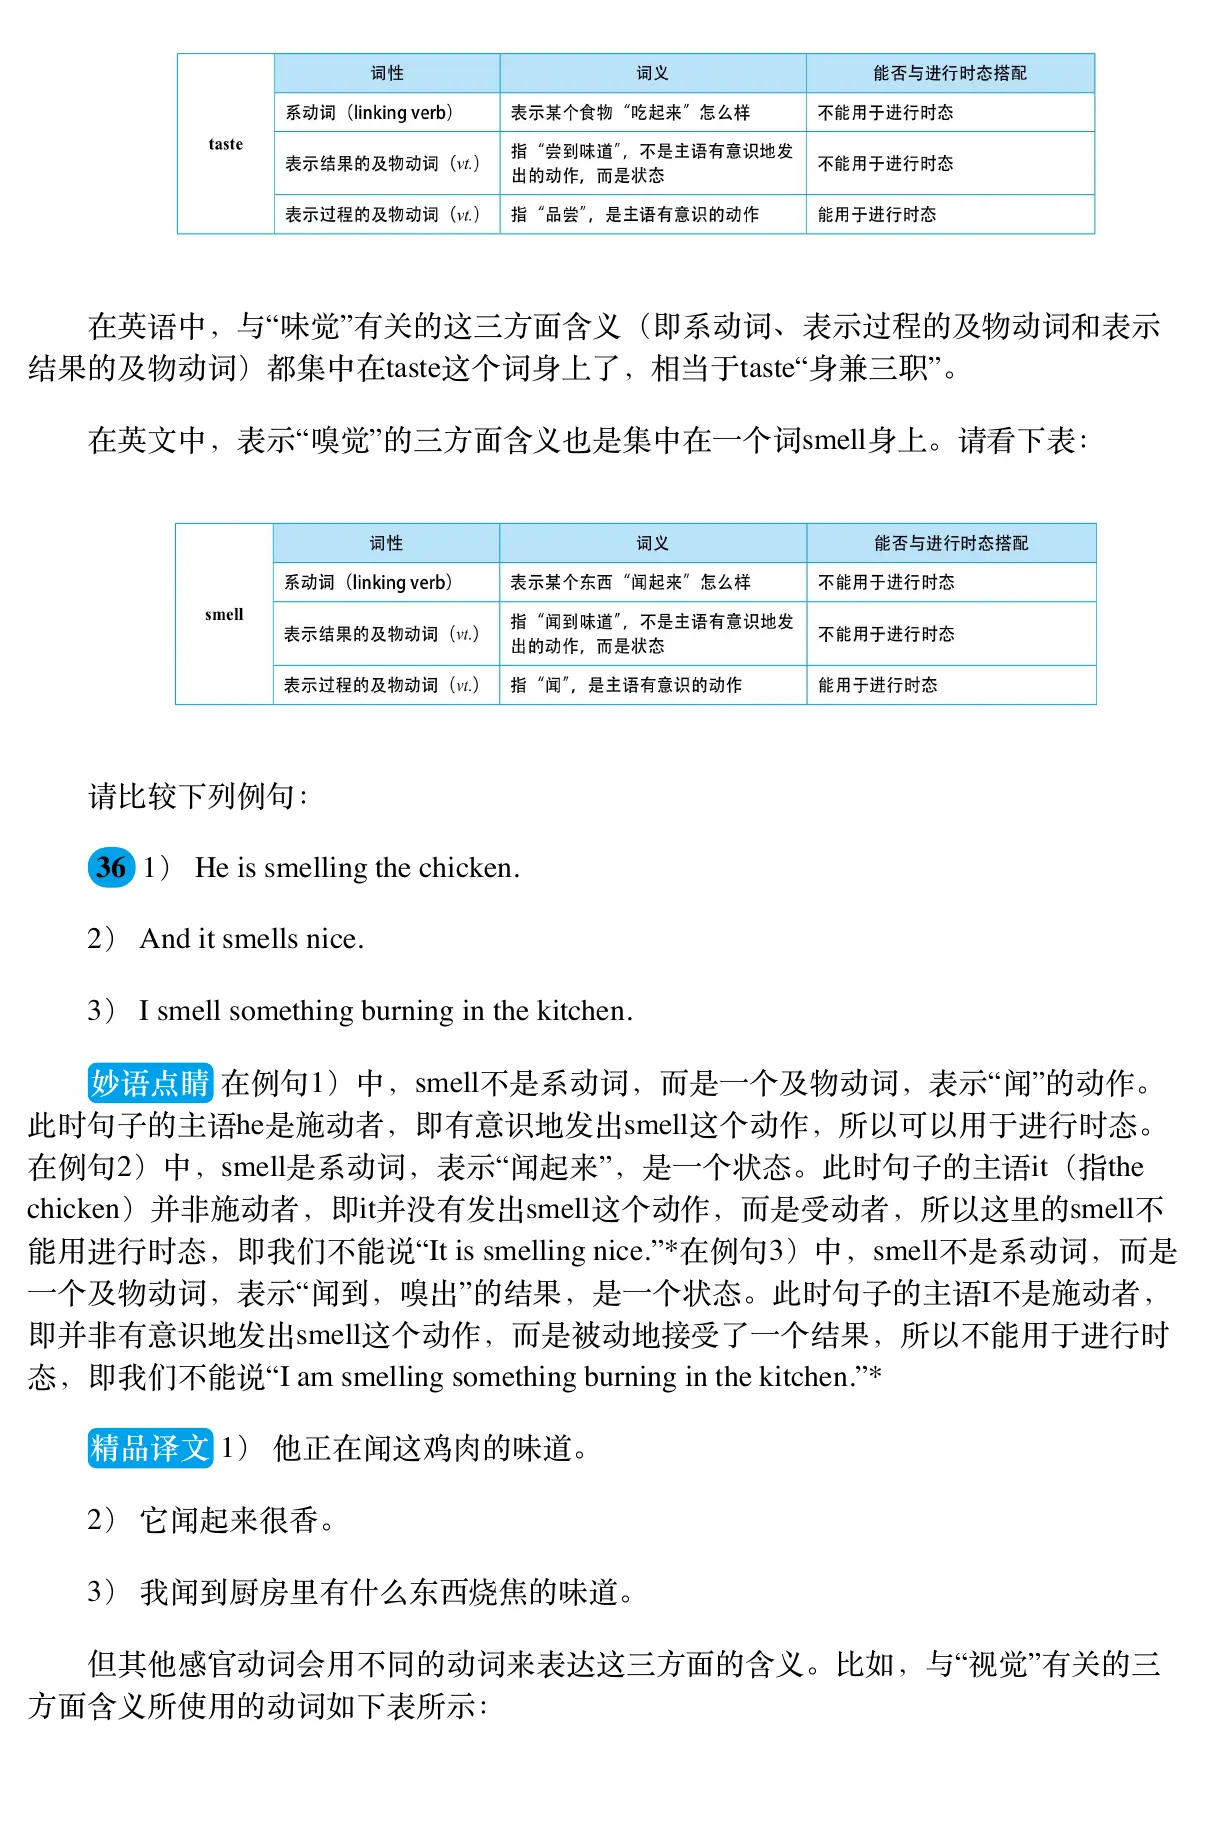 词性 词义 能否与进行时态搭配
系动词（linking verb） 表示某个食物“吃起来”怎么样 不能用于进行时态
taste
表示结果的及物动词（vt.） 指“尝到味道”，不是主语有意识地发 不能用于进行时态
出的动作，而是状态
表示过程的及物动词（vt.） 指“品尝”，是主语有意识的动作 能用于进行时态
在英语中，与“味觉”有关的这三方面含义（即系动词、表示过程的及物动词和表示
结果的及物动词）都集中在taste这个词身上了，相当于taste“身兼三职”。
在英文中，表示“嗅觉”的三方面含义也是集中在一个词smell身上。请看下表：
词性 词义 能否与进行时态搭配
系动词（linking verb） 表示某个东西“闻起来”怎么样 不能用于进行时态
smell
表示结果的及物动词（vt.） 指“闻到味道”，不是主语有意识地发 不能用于进行时态
出的动作，而是状态
表示过程的及物动词（vt.） 指“闻”，是主语有意识的动作 能用于进行时态
请比较下列例句：
36 1） He is smelling the chicken.
2） And it smells nice.
3） I smell something burning in the kitchen.
妙语点睛 在例句1）中，smell不是系动词，而是一个及物动词，表示“闻”的动作。
此时句子的主语he是施动者，即有意识地发出smell这个动作，所以可以用于进行时态。
在例句2）中，smell是系动词，表示“闻起来”，是一个状态。此时句子的主语it（指the
chicken）并非施动者，即it并没有发出smell这个动作，而是受动者，所以这里的smell不
能用进行时态，即我们不能说“It is smelling nice.”*在例句3）中，smell不是系动词，而是
一个及物动词，表示“闻到，嗅出”的结果，是一个状态。此时句子的主语I不是施动者，
即并非有意识地发出smell这个动作，而是被动地接受了一个结果，所以不能用于进行时
态，即我们不能说“I am smelling something burning in the kitchen.”*
精品译文 1） 他正在闻这鸡肉的味道。
2） 它闻起来很香。
3） 我闻到厨房里有什么东西烧焦的味道。
但其他感官动词会用不同的动词来表达这三方面的含义。比如，与“视觉”有关的三
方面含义所使用的动词如下表所示：